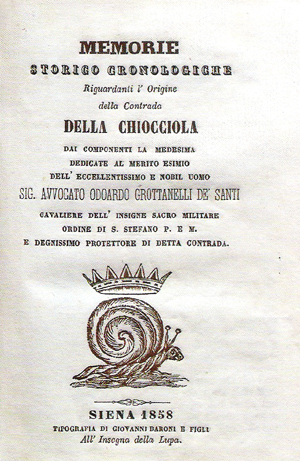 MEMORIE
STORICO CRONOLOGICHE
Riguardanti l' Origine
della Contrada
DELLA CHIOCCIOLA
DAI COMPONENTI LA MEDESIMA
DEDICATE AL MERITO ESIMIO
DELL' ECCELLENTISSIMO E NOBIL UOMO
SIG. AVVOCATO ODOARDO GROTTANELLI DE' SANTI
CAVALIERE DELL' INSIGNE SACRO MILITARE
ORDINE DI S. STEFANO P. E M.
E DEGNISSIMO PROTETTORE DI DETTA CONTRADA.
SIENA 1858
TIPOGRAFIA DI GIOVANNI BARONI E FIGLI
All' Insegna della Lupa.